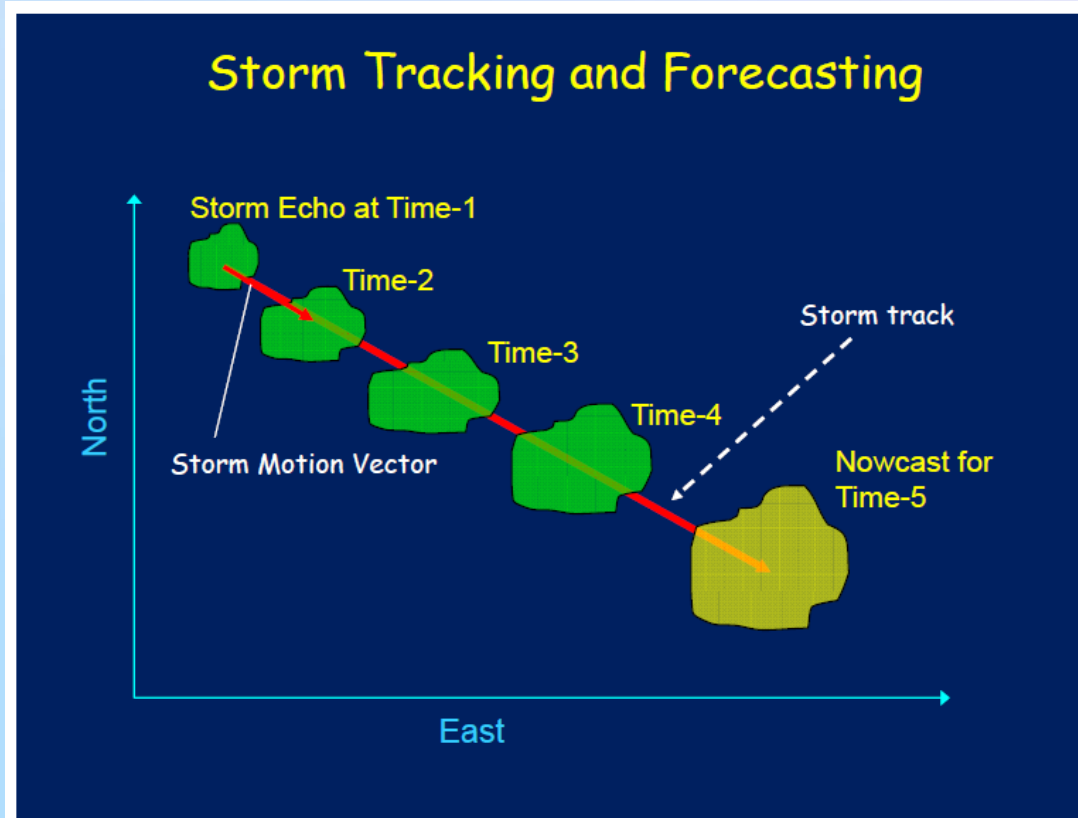 Storm Tracking and Forecasting
Storm Echo at Time-1
Time-2
Storm track
Time-3
Time-4
North
Storm Motion Vector
Nowcast for
Time-5
East